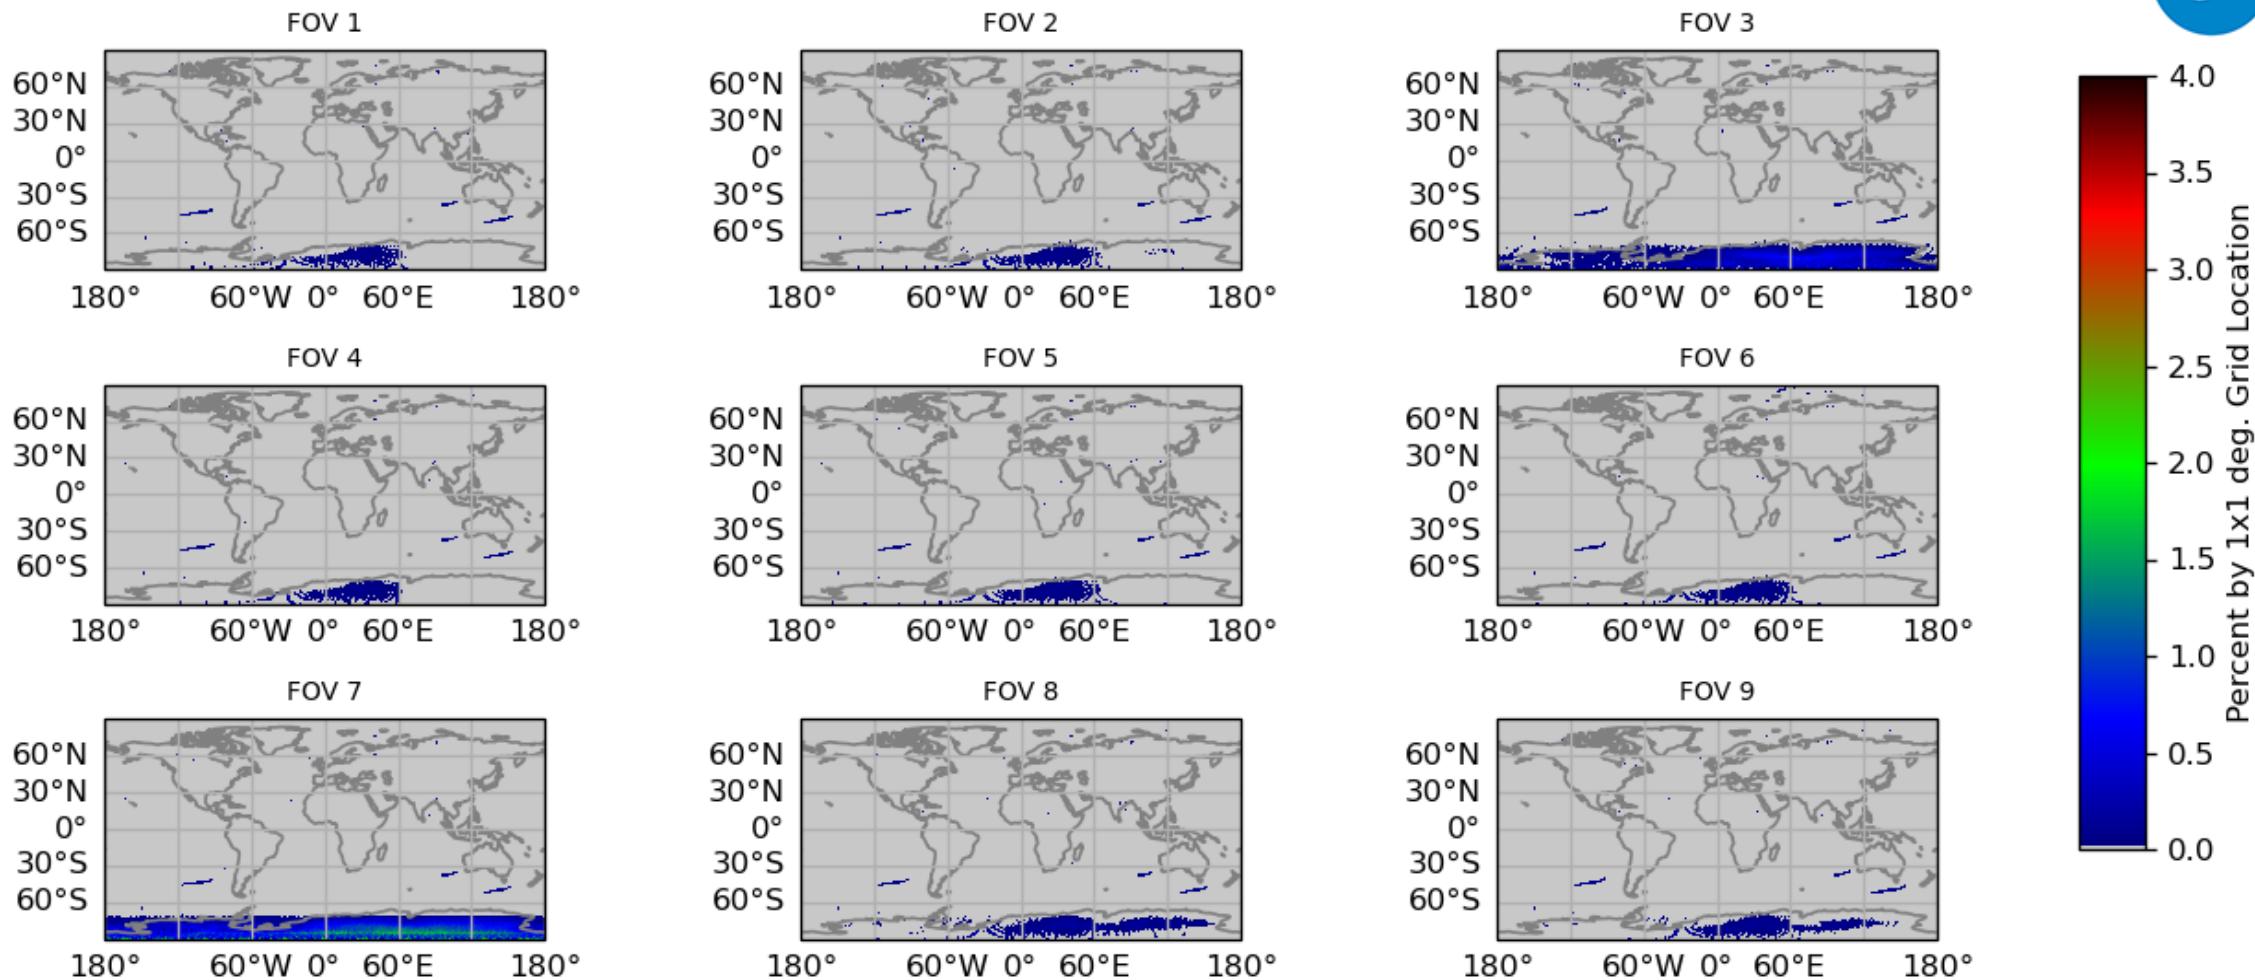 FOV 1 FOV 2 FOV 3
60°N 60°N 60°N
30°N 30°N 30°N
0° 0° 0°
30°S 30°S 30°S
60°S 60°S 60°S
180° 60°W 0° 60°E 180° 180° 60°W 0° 60°E 180° 180° 60°W 0° 60°E 180°
FOV 4 FOV 5 FOV 6
60°N 60°N 60°N
30°N 30°N 30°N
0° 0° 0°
30°S 30°S 30°S
60°S 60°S 60°S
180° 60°W 0° 60°E 180° 180° 60°W 0° 60°E 180° 180° 60°W 0° 60°E 180°
FOV 7 FOV 8 FOV 9
60°N 60°N 60°N
30°N 30°N 30°N
0° 0° 0°
30°S 30°S 30°S
60°S 60°S 60°S
180° 60°W 0° 60°E 180° 180° 60°W 0° 60°E 180° 180° 60°W 0° 60°E 180°
4.0
3.5
3.0
2.5
2.0
1.5
1.0
0.5
0.0
Percent by 1x1 deg. Grid Location